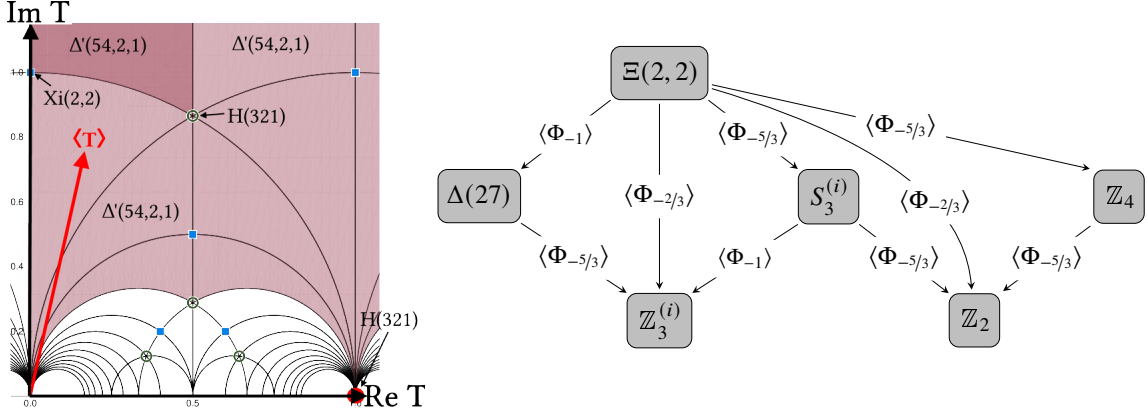 Im T
Δ'(54,2,1)
Δ'(54,2,1)
1.0
Xi(2,2)
H(321)
0.8
⟨T⟩
0.6
Δ'(54,2,1)
0.4
0.2
H(321)
Re T
0.0
0.5
Ξ(2,2)
⟨Φ₋₁⟩
⟨Φ₋₅/₃⟩
⟨Φ₋₅/₃⟩
Δ(27)
⟨Φ₋₂/₃⟩
S₃⁽ⁱ⁾
⟨Φ₋₂/₃⟩
ℤ₄
⟨Φ₋₅/₃⟩
⟨Φ₋₁⟩
⟨Φ₋₅/₃⟩
⟨Φ₋₅/₃⟩
ℤ₃⁽ⁱ⁾
ℤ₂